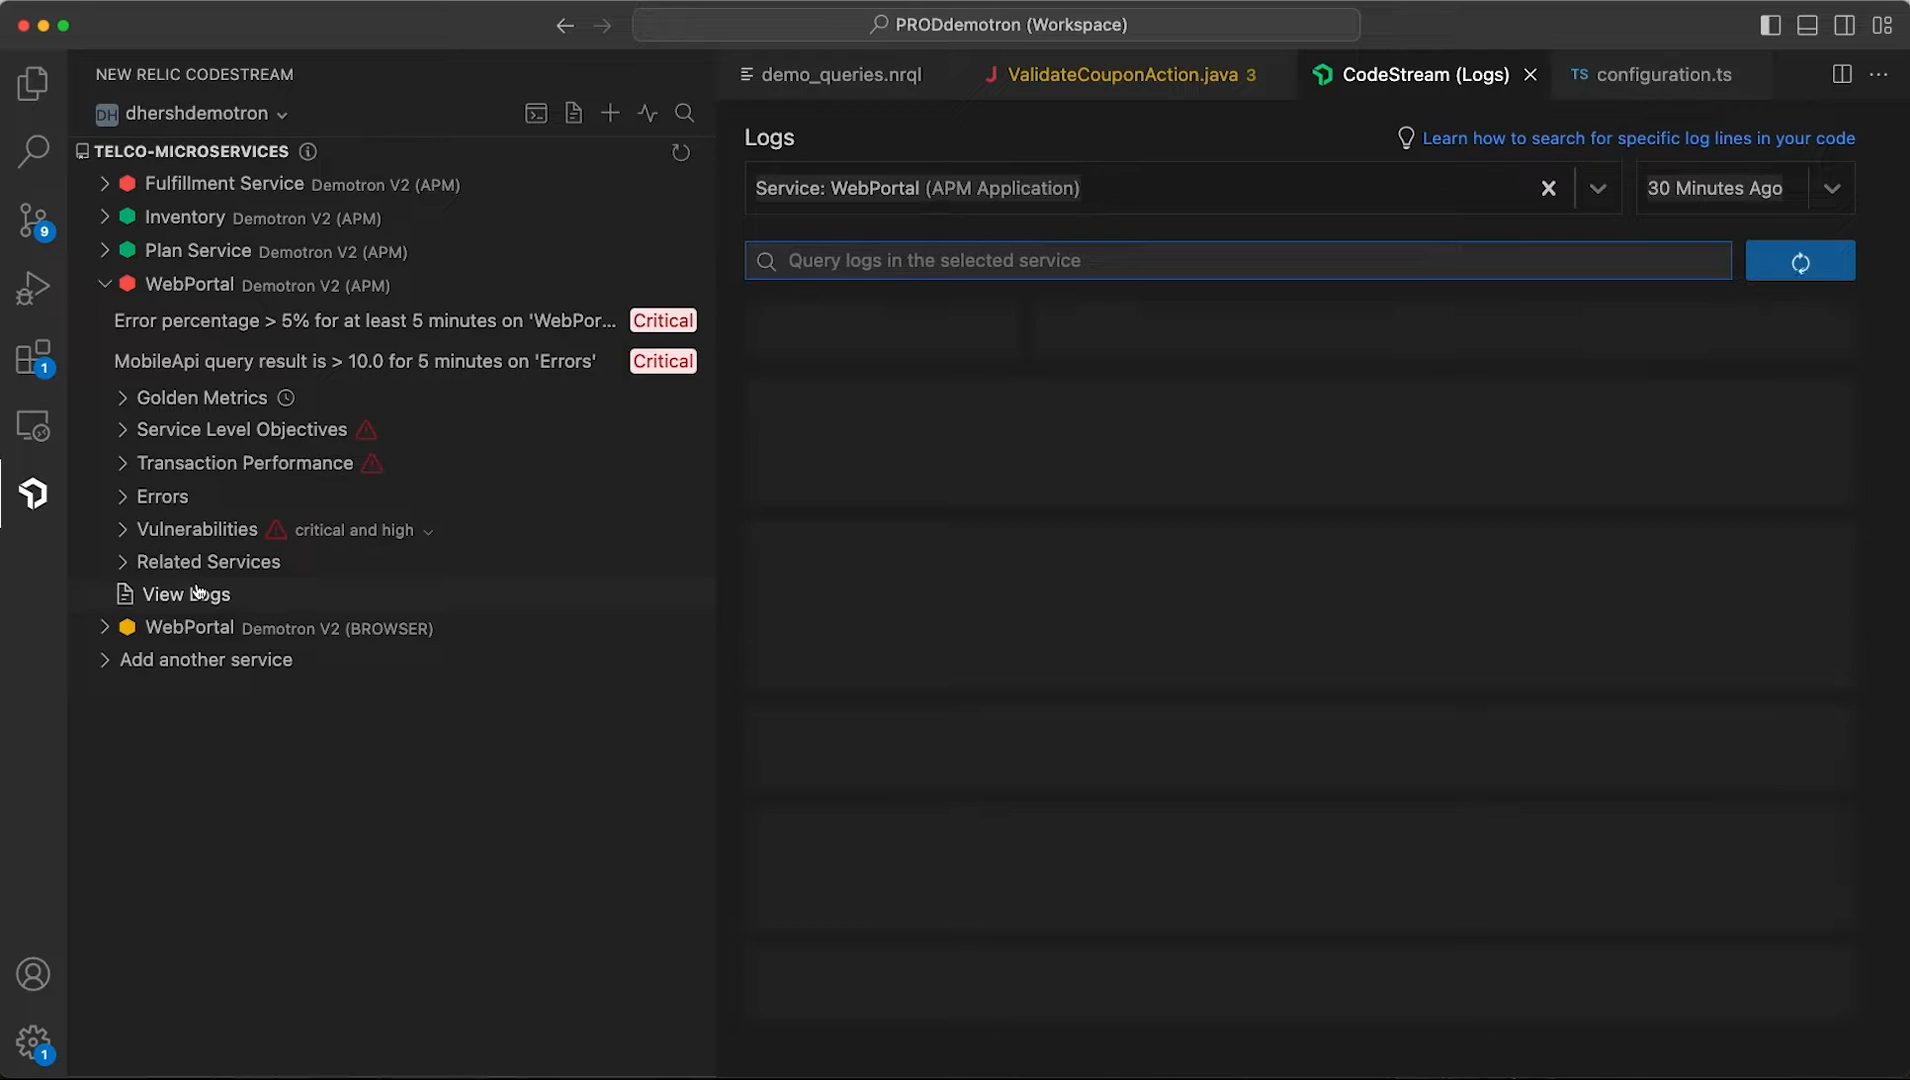 PRODdemotron (Workspace)
NEW RELIC CODESTREAM
DH dhershdemotron
TELCO-MICROSERVICES
Fulfillment Service Demotron V2 (APM)
Inventory Demotron V2 (APM)
Plan Service Demotron V2 (APM)
WebPortal Demotron V2 (APM)
Error percentage > 5% for at least 5 minutes on 'WebPor... Critical
MobileApi query result is > 10.0 for 5 minutes on 'Errors' Critical
Golden Metrics
Service Level Objectives
Transaction Performance
Errors
Vulnerabilities critical and high
Related Services
View Logs
WebPortal Demotron V2 (BROWSER)
Add another service
9
1
1
demo_queries.nrql
J ValidateCouponAction.java 3
CodeStream (Logs)
TS configuration.ts
Logs
Learn how to search for specific log lines in your code
Service: WebPortal (APM Application)
30 Minutes Ago
Query logs in the selected service